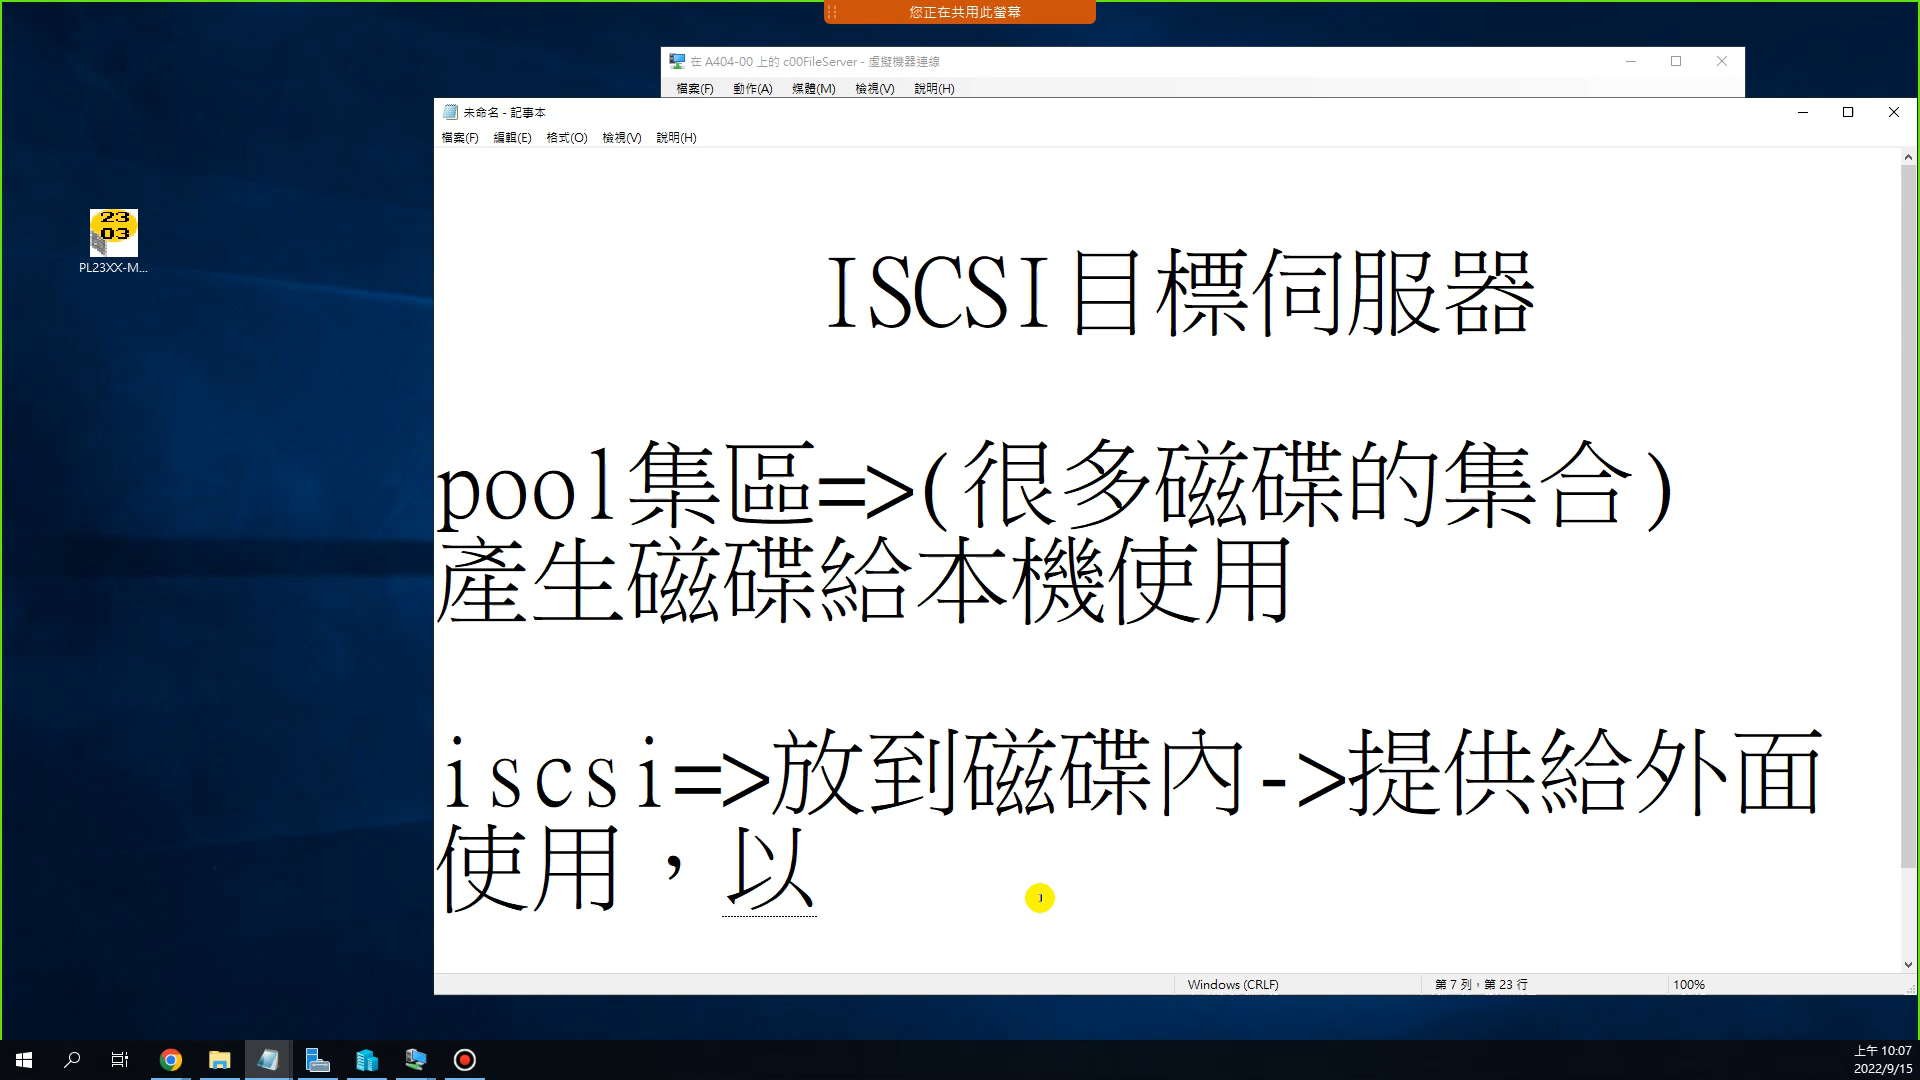 您正在共用此螢幕
在 A404-00 上的 c00FileServer - 虛擬機器連線
檔案(F) 動作(A) 媒體(M) 檢視(V) 說明(H)
未命名 - 記事本
檔案(F) 編輯(E) 格式(O) 檢視(V) 說明(H)
23
03
PL23XX-M...
ISCSI目標伺服器
pool集區=>(很多磁碟的集合)
產生磁碟給本機使用
iscsi=>放到磁碟內->提供給外面
使用，以
Windows (CRLF) 第 7 列，第 23 行 100%
上午 10:07
2022/9/15